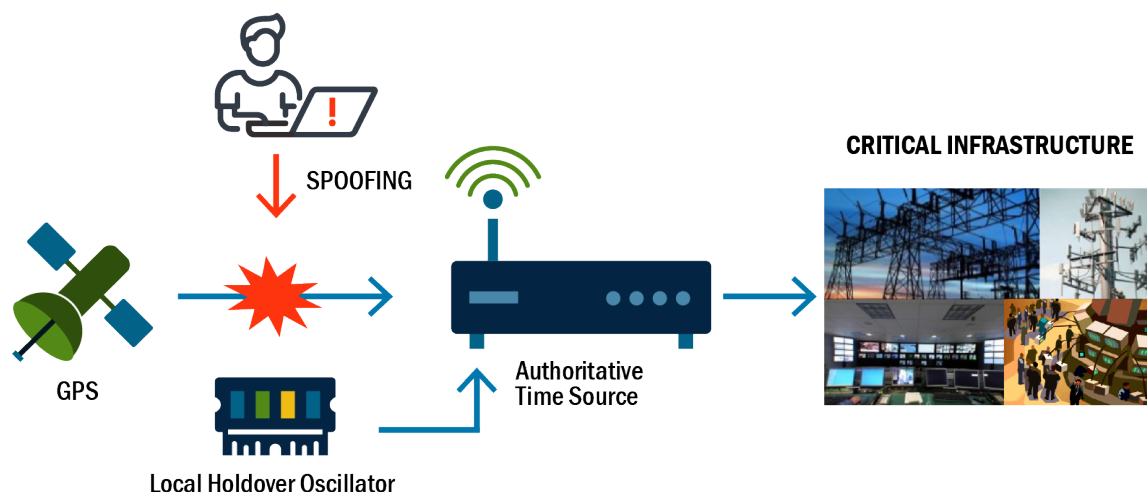 CRITICAL INFRASTRUCTURE
!
SPOOFING
GPS
Authoritative
Time Source
Local Holdover Oscillator